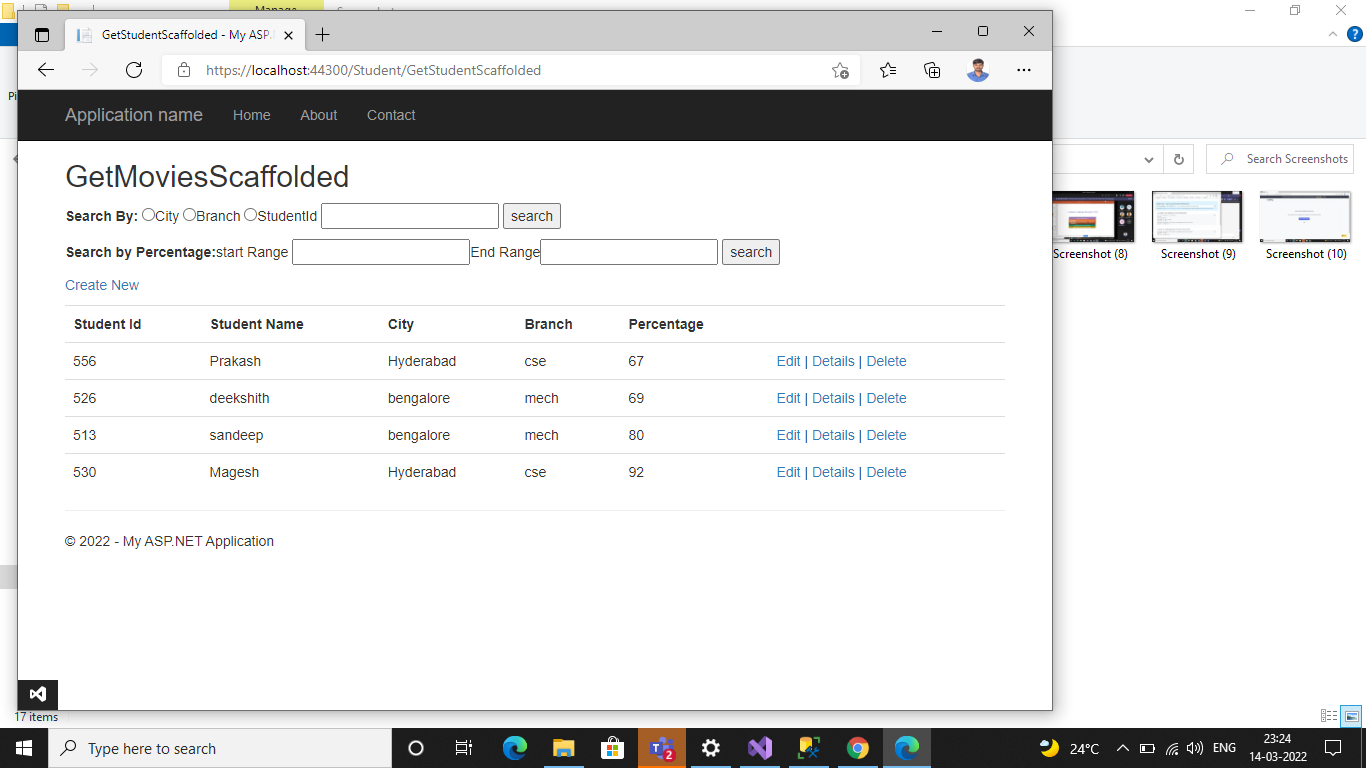 Manage
GetStudentScaffolded - My ASP.
https://localhost:44300/Student/GetStudentScaffolded
Application name Home About Contact
Search Screenshots
GetMoviesScaffolded
Search By: City Branch StudentId search
Search by Percentage:start Range End Range search
Screenshot (8) Screenshot (9) Screenshot (10)
Create New
Student Id Student Name City Branch Percentage
556 Prakash Hyderabad cse 67 Edit | Details | Delete
526 deekshith bengalore mech 69 Edit | Details | Delete
513 sandeep bengalore mech 80 Edit | Details | Delete
530 Magesh Hyderabad cse 92 Edit | Details | Delete
© 2022 - My ASP.NET Application
17 items
Type here to search 2 24°C ENG 23:24
14-03-2022